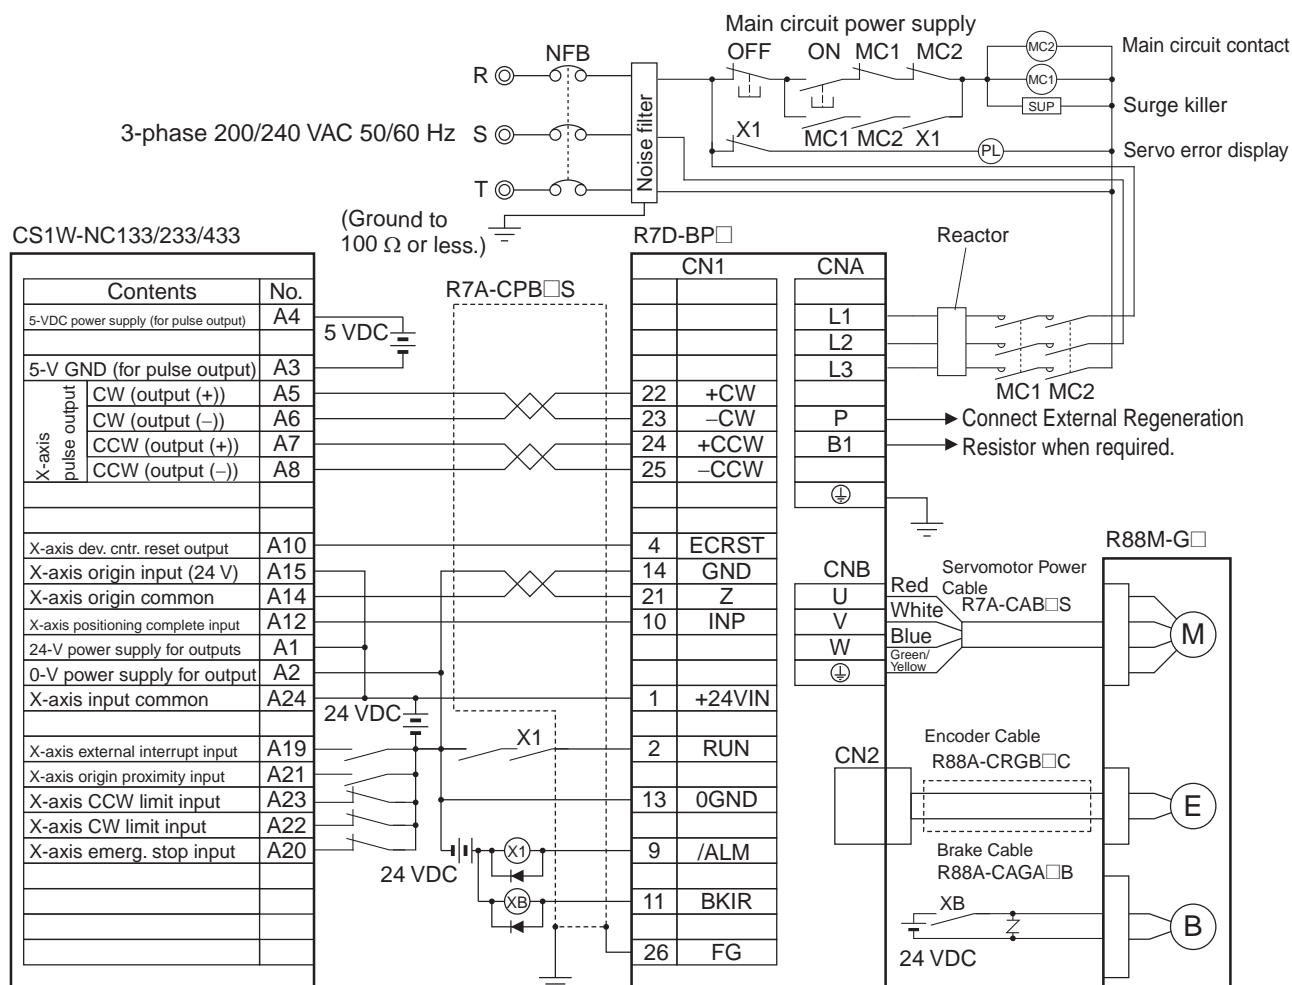 Main circuit power supply
OFF ON MC1 MC2
MC2 Main circuit contact
MC1
SUP Surge killer
X1 MC1 MC2 X1
PL Servo error display
NFB
R
3-phase 200/240 VAC 50/60 Hz S
T
Noise filter
(Ground to
100 Ω or less.)
CS1W-NC133/233/433
Contents No.
5-VDC power supply (for pulse output) A4
5-V GND (for pulse output) A3
X-axis
pulse output
CW (output (+)) A5
CW (output (−)) A6
CCW (output (+)) A7
CCW (output (−)) A8
X-axis dev. cntr. reset output A10
X-axis origin input (24 V) A15
X-axis origin common A14
X-axis positioning complete input A12
24-V power supply for outputs A1
0-V power supply for output A2
X-axis input common A24
X-axis external interrupt input A19
X-axis origin proximity input A21
X-axis CCW limit input A23
X-axis CW limit input A22
X-axis emerg. stop input A20
5 VDC
24 VDC
X1
24 VDC
X1
XB
R7A-CPB□S
R7D-BP□
CN1
22 +CW
23 −CW
24 +CCW
25 −CCW
4 ECRST
14 GND
21 Z
10 INP
1 +24VIN
2 RUN
13 0GND
9 /ALM
11 BKIR
26 FG
CNA
L1
L2
L3
P
B1
Reactor
MC1 MC2
Connect External Regeneration
Resistor when required.
CNB
U
V
W
Red
White
Blue
Green/
Yellow
Servomotor Power
Cable
R7A-CAB□S
R88M-G□
M
CN2
Encoder Cable
R88A-CRGB□C
E
Brake Cable
R88A-CAGA□B
XB
24 VDC
B